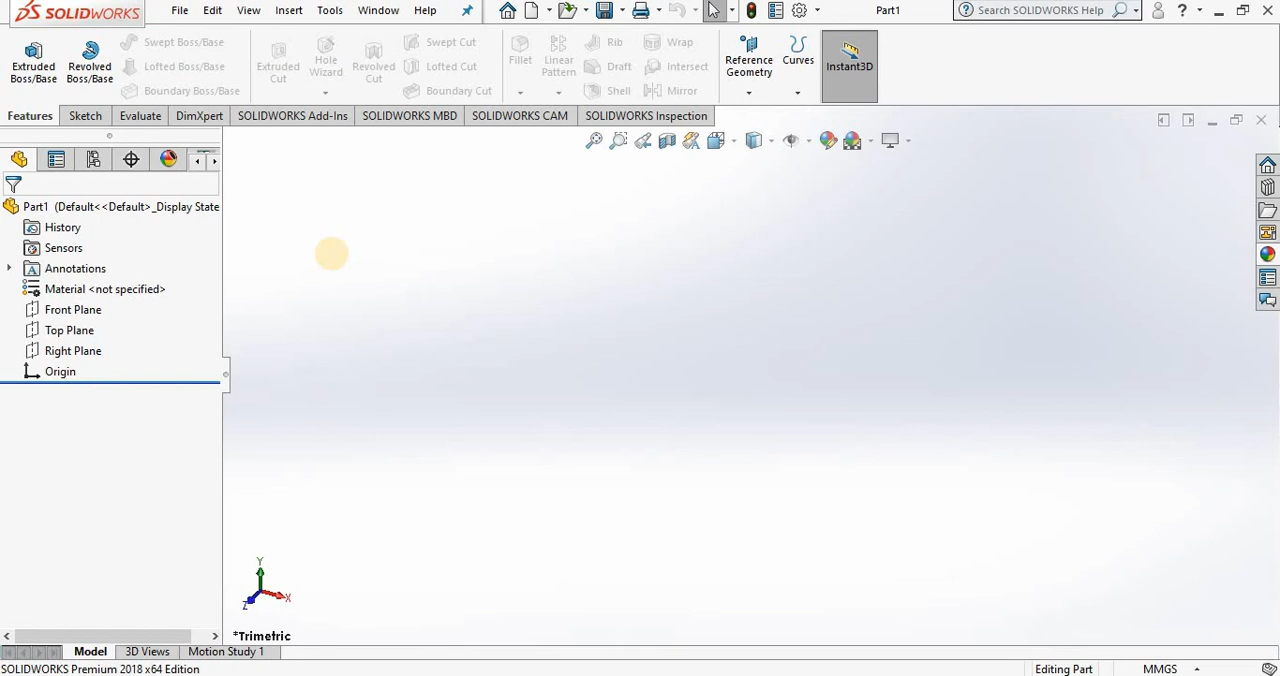 SOLIDWORKS File Edit View Insert Tools Window Help Part1 Search SOLIDWORKS Help ?
Extruded Boss/Base
Revolved Boss/Base
Swept Boss/Base
Lofted Boss/Base
Boundary Boss/Base
Extruded Cut
Hole Wizard
Revolved Cut
Swept Cut
Lofted Cut
Boundary Cut
Fillet
Linear Pattern
Rib
Draft
Shell
Wrap
Intersect
Mirror
Reference Geometry
Curves
Instant3D
Features Sketch Evaluate DimXpert SOLIDWORKS Add-Ins SOLIDWORKS MBD SOLIDWORKS CAM SOLIDWORKS Inspection
Part1 (Default<<Default>_Display State
History
Sensors
Annotations
Material <not specified>
Front Plane
Top Plane
Right Plane
Origin
Y
Z X
*Trimetric
Model 3D Views Motion Study 1
SOLIDWORKS Premium 2018 x64 Edition Editing Part MMGS